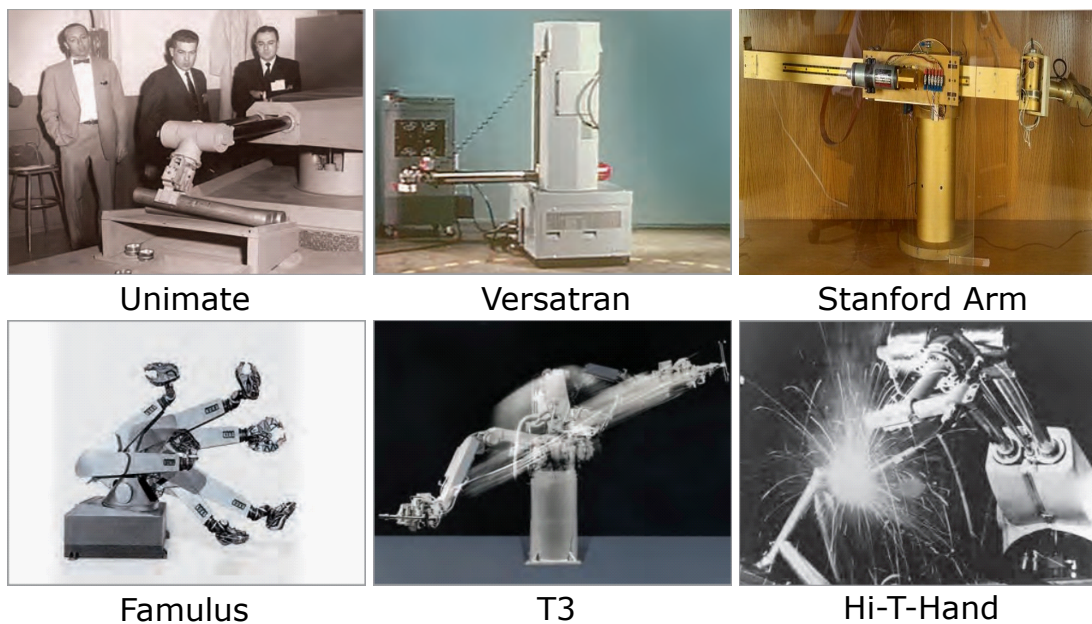 Unimate
Versatran
Stanford Arm
Famulus
T3
Hi-T-Hand